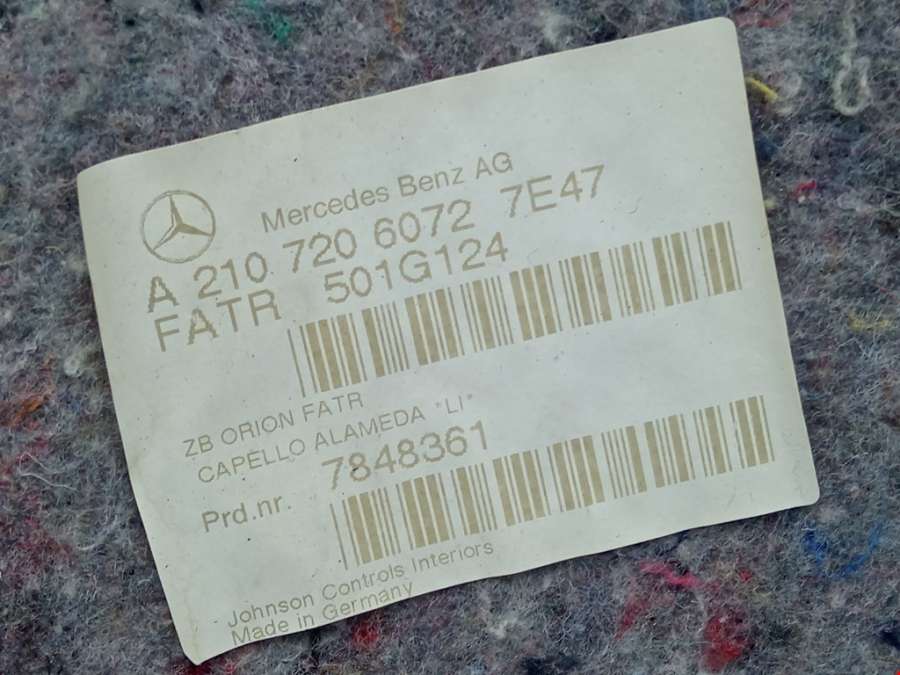 Mercedes Benz AG
A 210 720 6072 7E47
FATR 501G124
ZB ORION FATR
CAPELLO ALAMEDA "LI"
Prd.nr. 7848361
Johnson Controls Interiors
Made in Germany